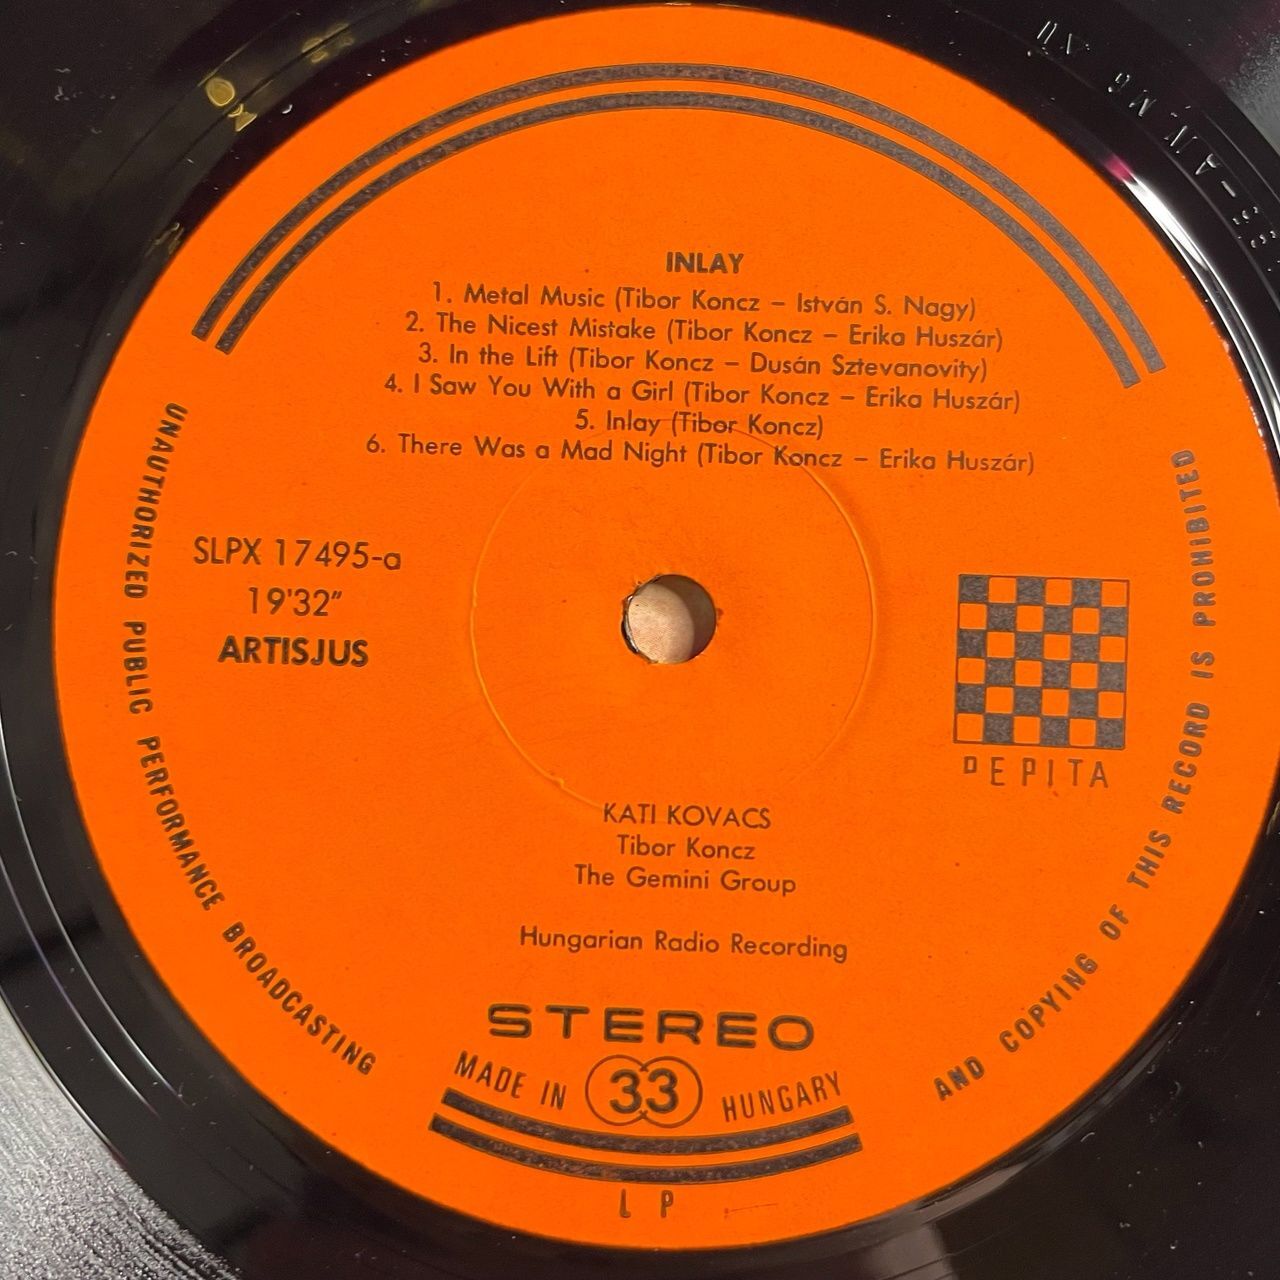 INLAY
1. Metal Music (Tibor Koncz – István S. Nagy)
2. The Nicest Mistake (Tibor Koncz – Erika Huszár)
3. In the Lift (Tibor Koncz – Dusán Sztevanovity)
4. I Saw You With a Girl (Tibor Koncz – Erika Huszár)
5. Inlay (Tibor Koncz)
6. There Was a Mad Night (Tibor Koncz – Erika Huszár)
SLPX 17495-a
19'32"
ARTISJUS
PEPITA
KATI KOVACS
Tibor Koncz
The Gemini Group
Hungarian Radio Recording
STEREO
MADE IN 33 HUNGARY
LP
UNAUTHORIZED PUBLIC PERFORMANCE BROADCASTING
AND COPYING OF THIS RECORD IS PROHIBITED